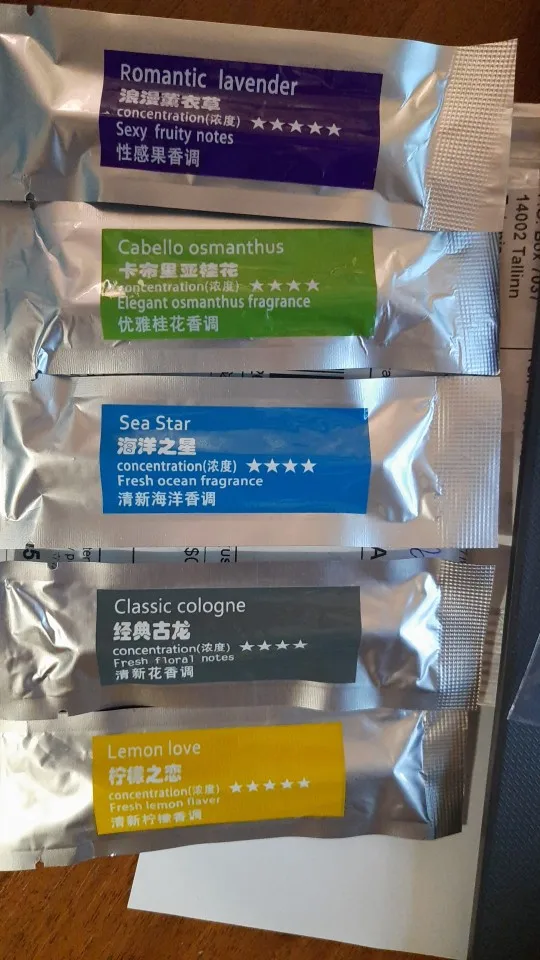 Romantic lavender
浪漫薰衣草
concentration(浓度) ★★★★★
Sexy fruity notes
性感果香调
Cabello osmanthus
卡布里亚桂花
concentration(浓度) ★★★★
Elegant osmanthus fragrance
优雅桂花香调
Sea Star
海洋之星
concentration(浓度) ★★★★
Fresh ocean fragrance
清新海洋香调
Classic cologne
经典古龙
concentration(浓度) ★★★★
Fresh floral notes
清新花香调
Lemon love
柠檬之恋
concentration(浓度) ★★★★★
Fresh lemon flaver
清新柠檬香调
14002 Tallinn